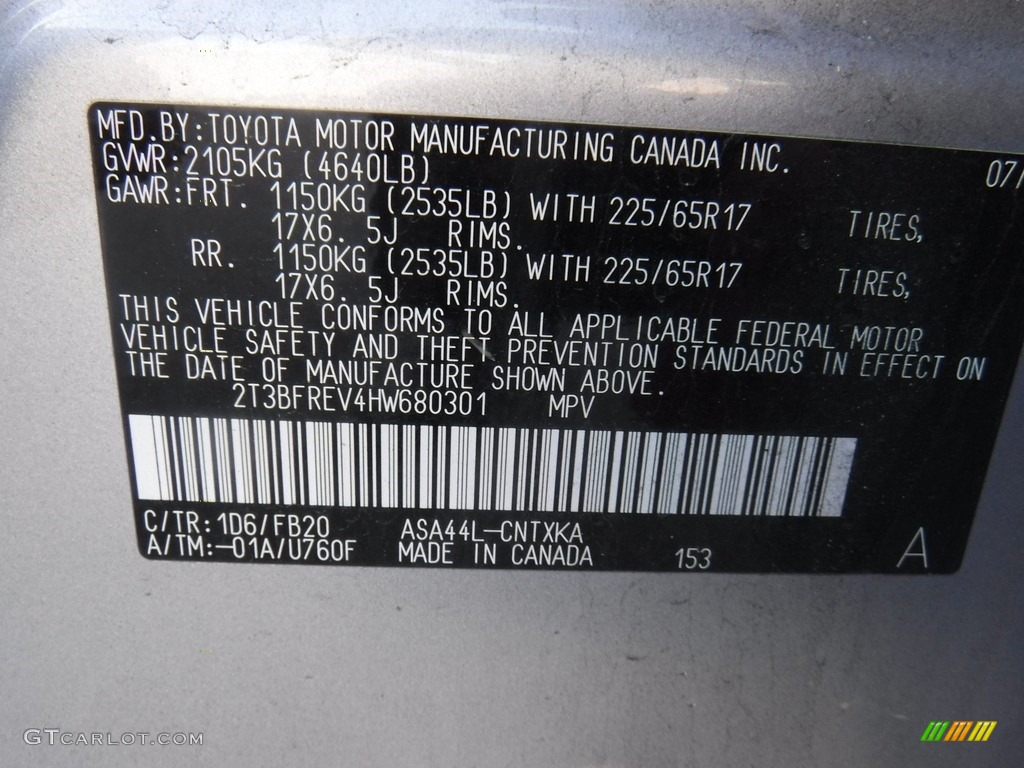 MFD.BY:TOYOTA MOTOR MANUFACTURING CANADA INC.
GVWR:2105KG (4640LB) 07/
GAWR:FRT. 1150KG (2535LB) WITH 225/65R17 TIRES,
17X6. 5J RIMS.
RR. 1150KG (2535LB) WITH 225/65R17 TIRES,
17X6. 5J RIMS.
THIS VEHICLE CONFORMS TO ALL APPLICABLE FEDERAL MOTOR
VEHICLE SAFETY AND THEFT PREVENTION STANDARDS IN EFFECT ON
THE DATE OF MANUFACTURE SHOWN ABOVE.
2T3BFREV4HW680301 MPV
C/TR:1D6/FB20 ASA44L-CNTXKA
A/TM:-01A/U760F MADE IN CANADA 153 A
GTCARLOT.COM